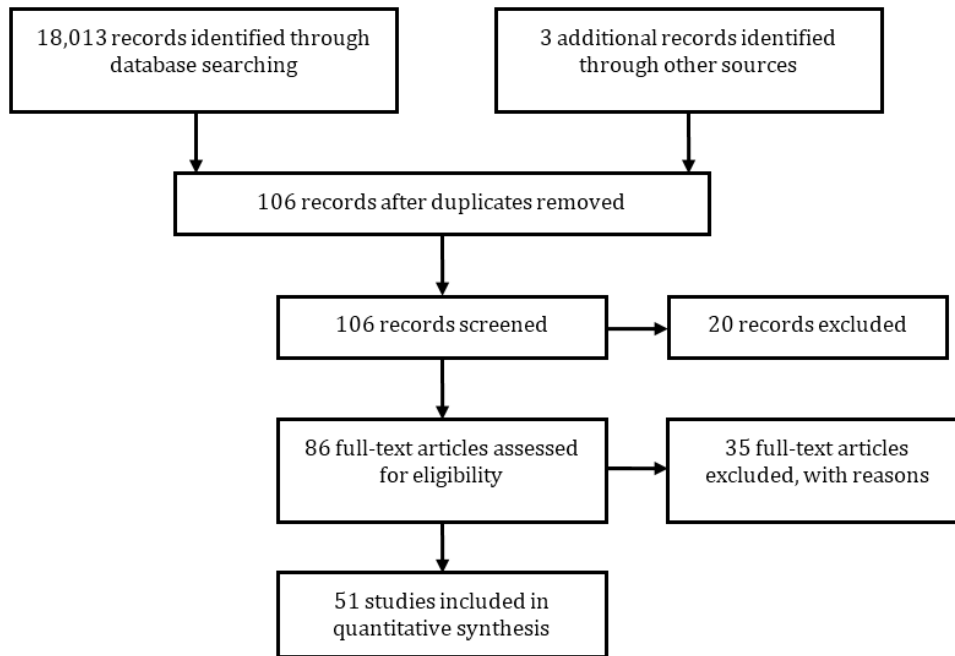 18,013 records identified through
database searching
3 additional records identified
through other sources
106 records after duplicates removed
106 records screened
20 records excluded
86 full-text articles assessed
for eligibility
35 full-text articles
excluded, with reasons
51 studies included in
quantitative synthesis